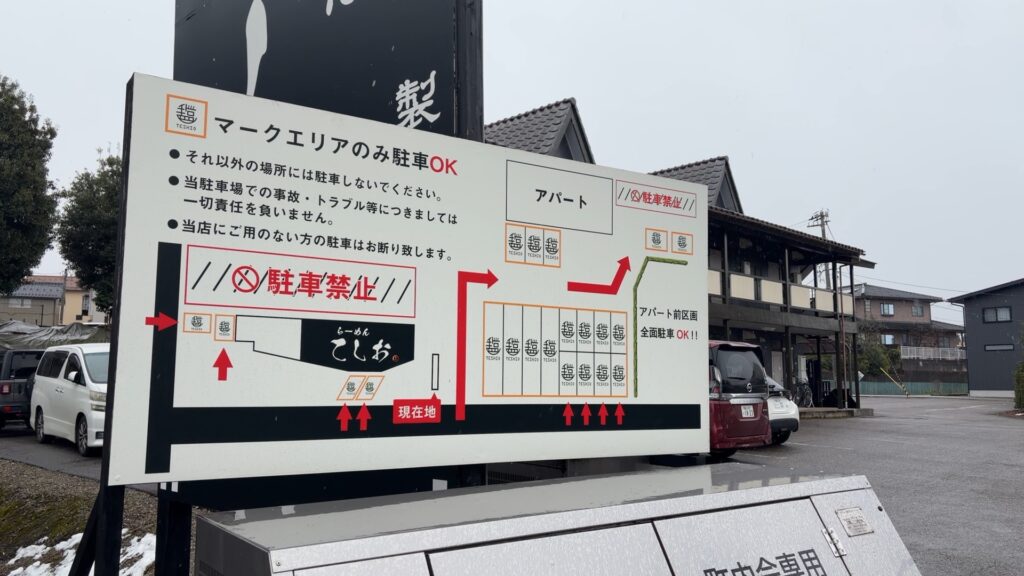 製
TESHIO
マークエリアのみ駐車OK
● それ以外の場所には駐車しないでください。
● 当駐車場での事故・トラブル等につきましては
一切責任を負いません。
● 当店にご用のない方の駐車はお断り致します。
駐車禁止
アパート
駐車禁止
アパート前区画
全面駐車OK!!
らーめん
てしお
現在地
町内会専用